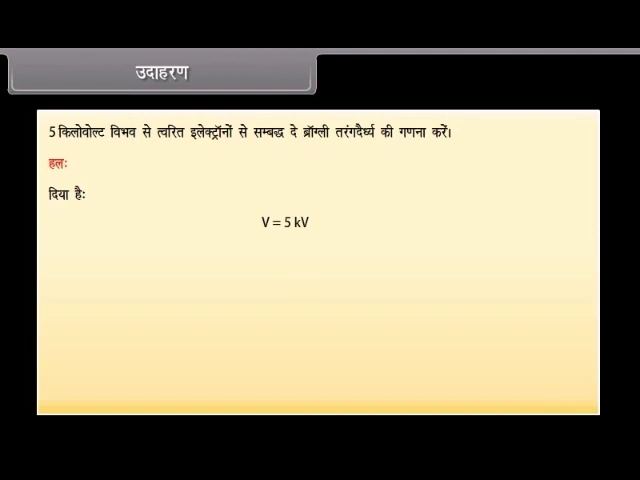 उदाहरण
5 किलोवोल्ट विभव से त्वरित इलेक्ट्रॉनों से सम्बद्ध दे ब्रॉग्ली तरंगदैर्ध्य की गणना करें।
हलः
दिया हैः
V = 5 kV